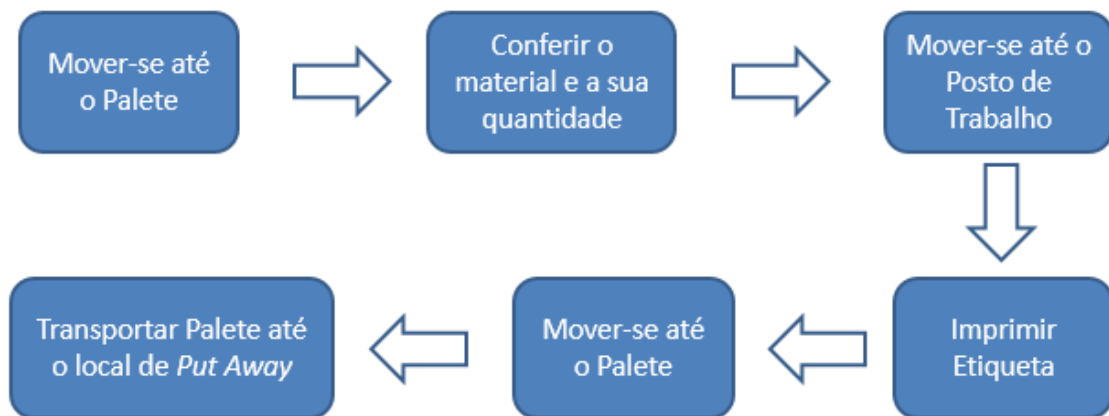 Mover-se até
o Palete
Conferir o
material e a sua
quantidade
Mover-se até o
Posto de
Trabalho
Imprimir
Etiqueta
Mover-se até
o Palete
Transportar Palete até
o local de Put Away